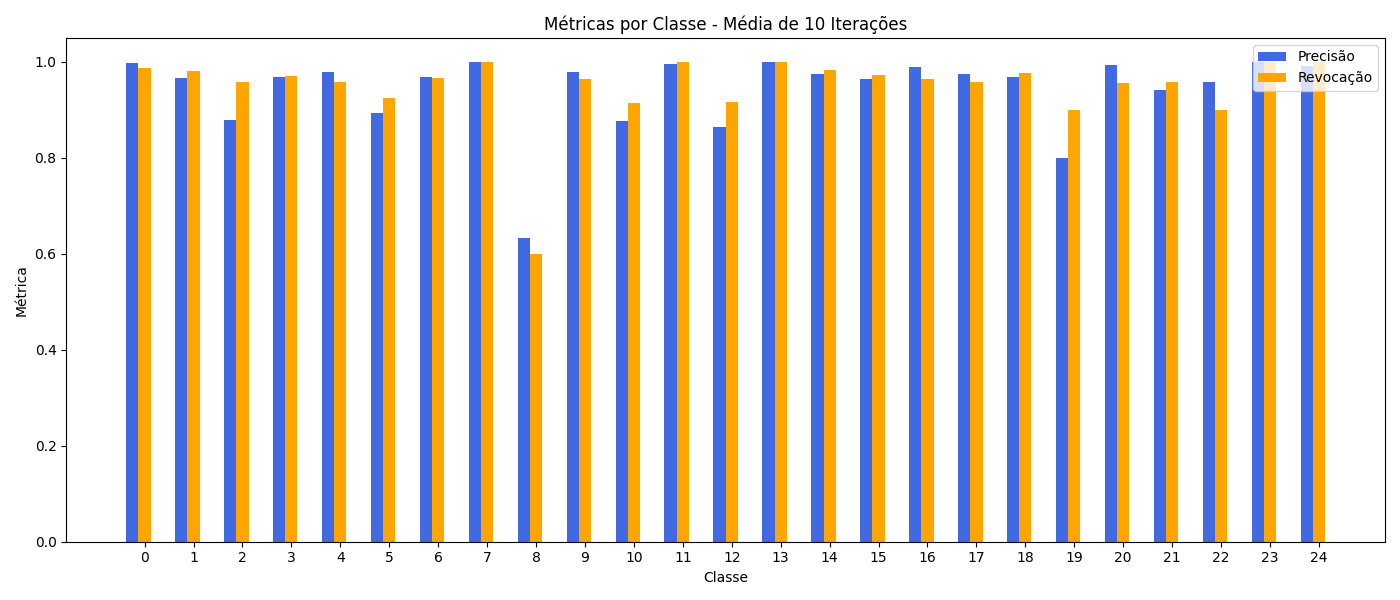 Métricas por Classe - Média de 10 Iterações
Precisão
Revocação
Métrica
1.0
0.8
0.6
0.4
0.2
0.0
0 1 2 3 4 5 6 7 8 9 10 11 12 13 14 15 16 17 18 19 20 21 22 23 24
Classe